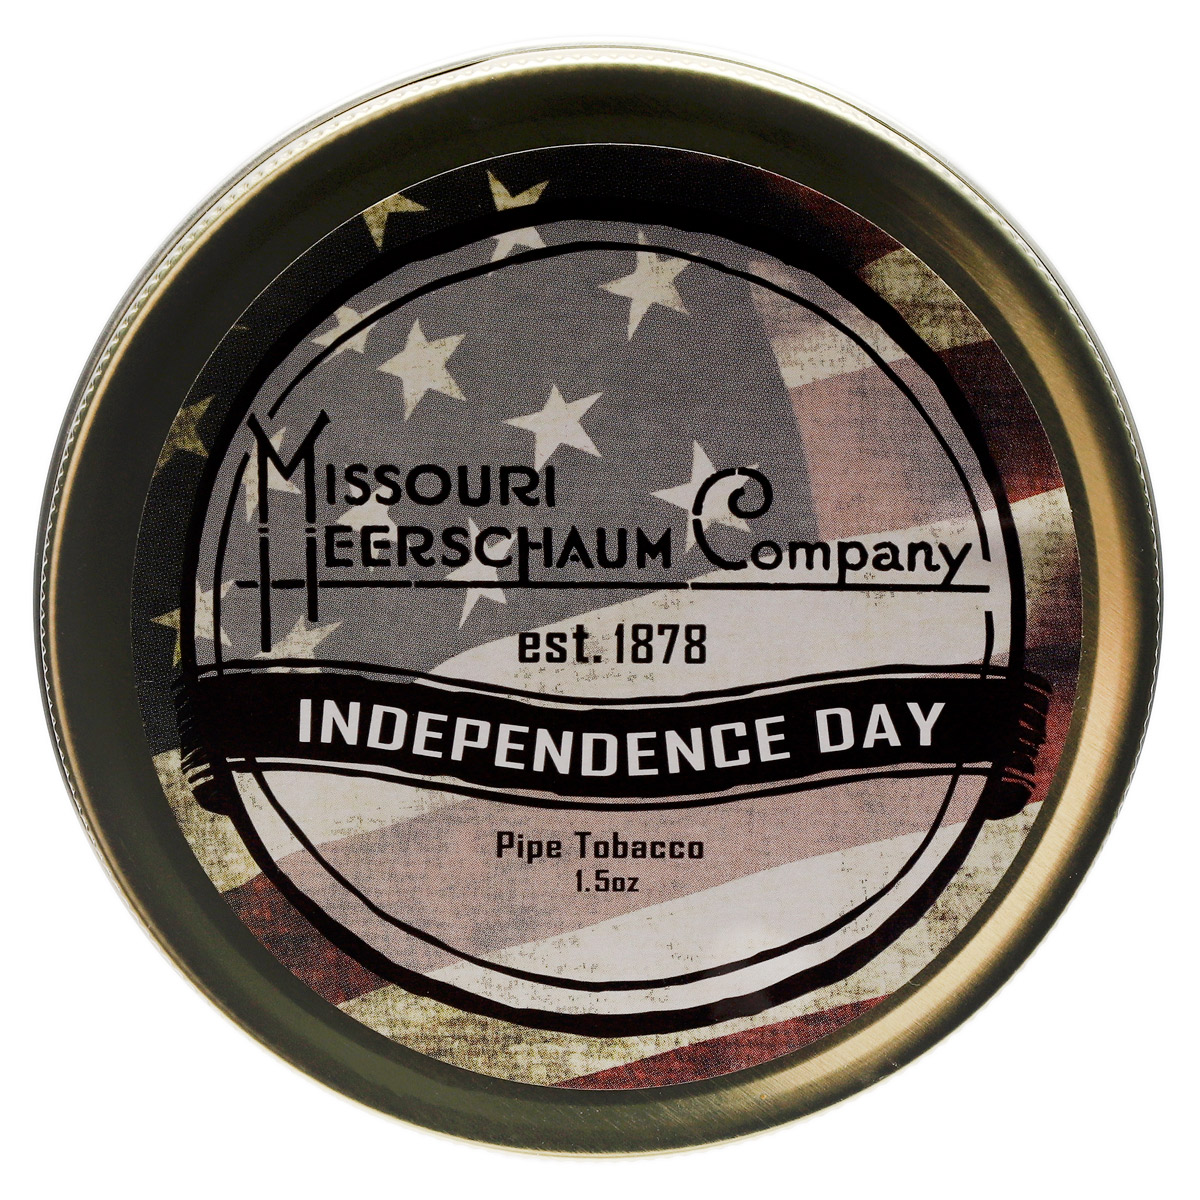 MISSOURI
MEERSCHAUM Company
est. 1878
INDEPENDENCE DAY
Pipe Tobacco
1.5oz